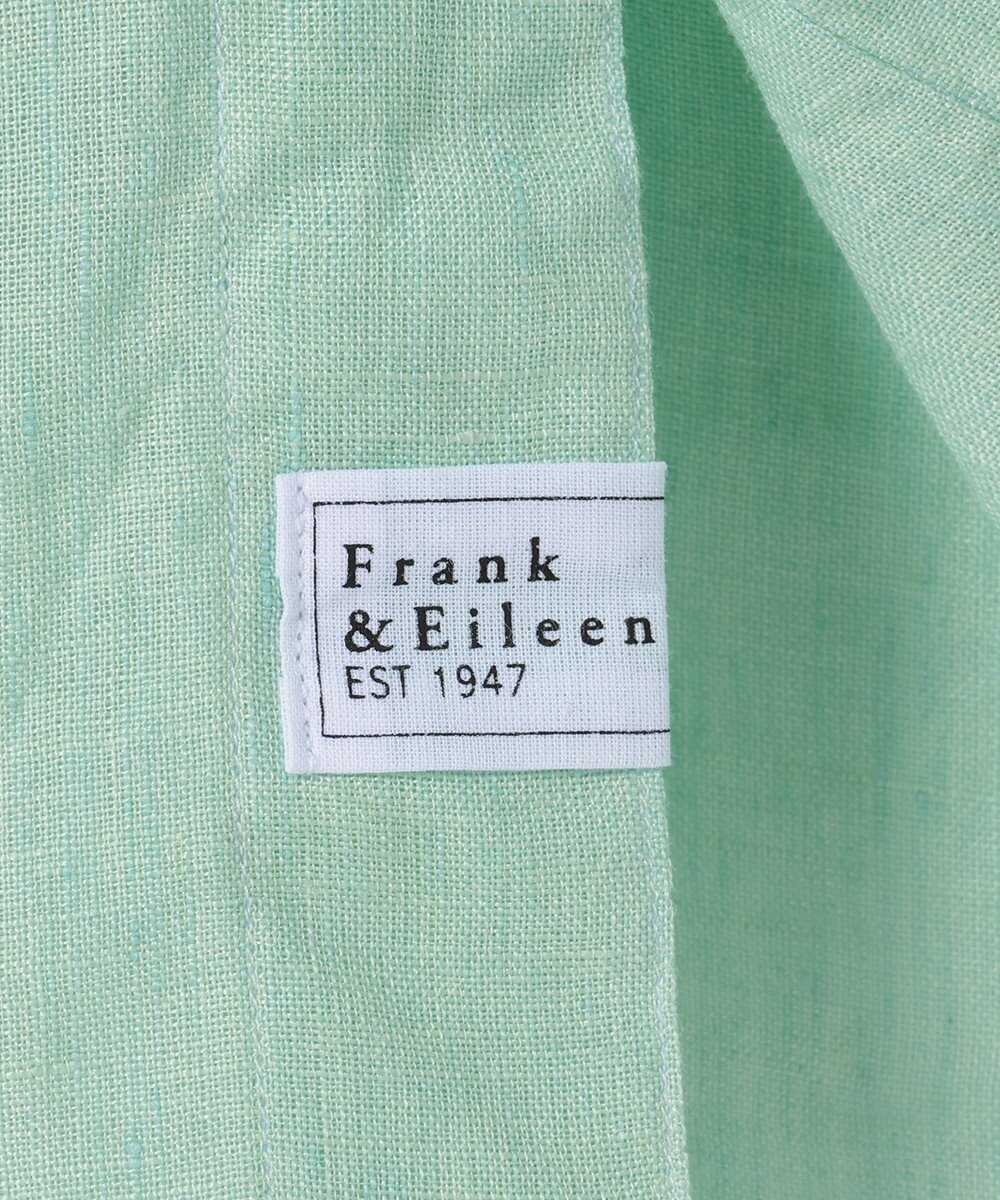 Frank
& Eileen
EST 1947